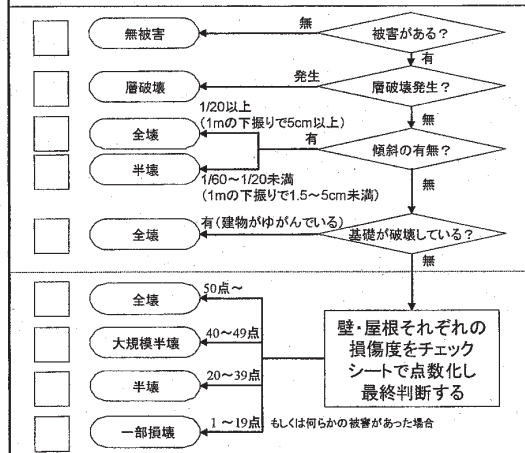 無被害
無
被害がある？
有
層破壊
発生
層破壊発生？
無
1/20以上
(1mの下振りで5cm以上)
全壊
有
傾斜の有無？
半壊
1/60～1/20未満
(1mの下振りで1.5～5cm未満)
無
全壊
有(建物がゆがんでいる)
基礎が破壊している？
無
全壊
50点～
大規模半壊
40～49点
半壊
20～39点
一部損壊
1～19点 もしくは何らかの被害があった場合
壁・屋根それぞれの
損傷度をチェック
シートで点数化し
最終判断する